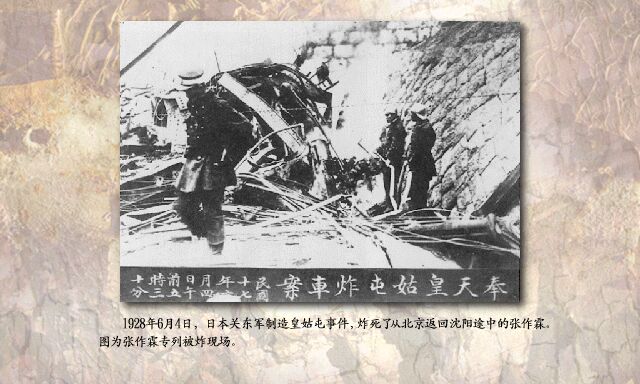 奉天皇姑屯炸車案
民國十七年六月四日午前五時三十分
1928年6月4日，日本关东军制造皇姑屯事件，炸死了从北京返回沈阳途中的张作霖。
图为张作霖专列被炸现场。